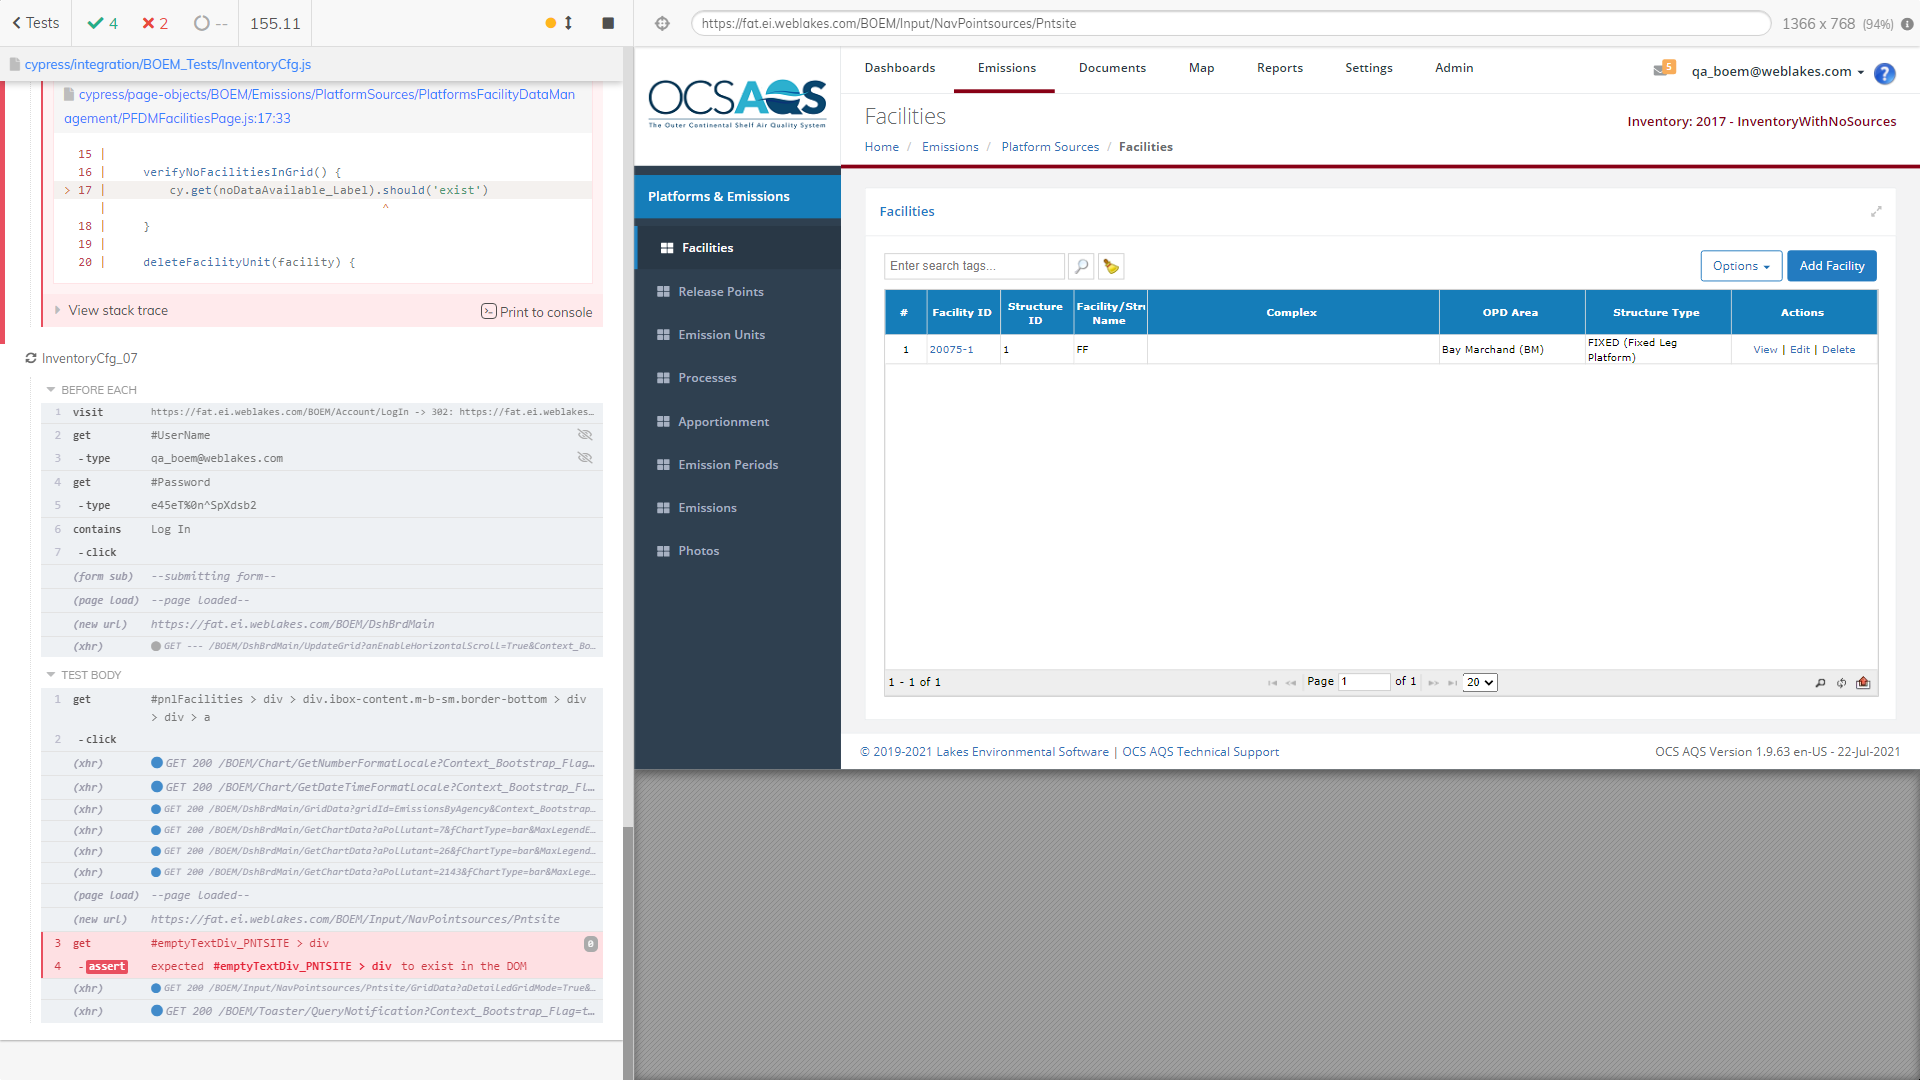 Tests
4
2
--
155.11
cypress/integration/BOEM_Tests/InventoryCfg.js
cypress/page-objects/BOEM/Emissions/PlatformSources/PlatformsFacilityDataMan
agement/PFDMFacilitiesPage.js:17:33
15 |
16 | verifyNoFacilitiesInGrid() {
> 17 | cy.get(noDataAvailable_Label).should('exist')
| ^
18 | }
19 |
20 | deleteFacilityUnit(facility) {
View stack trace
Print to console
InventoryCfg_07
BEFORE EACH
1 visit https://fat.ei.weblakes.com/BOEM/Account/LogIn -> 302: https://fat.ei.weblakes…
2 get #UserName
3 -type qa_boem@weblakes.com
4 get #Password
5 -type e45eT%0n^SpXdsb2
6 contains Log In
7 -click
(form sub) --submitting form--
(page load) --page loaded--
(new url) https://fat.ei.weblakes.com/BOEM/DshBrdMain
(xhr) GET --- /BOEM/DshBrdMain/UpdateGrid?anEnableHorizontalScroll=True&Context_Bo…
TEST BODY
1 get #pnlFacilities > div > div.ibox-content.m-b-sm.border-bottom > div
> div > a
2 -click
(xhr) GET 200 /BOEM/Chart/GetNumberFormatLocale?Context_Bootstrap_Flag…
(xhr) GET 200 /BOEM/Chart/GetDateTimeFormatLocale?Context_Bootstrap_Fl…
(xhr) GET 200 /BOEM/DshBrdMain/GridData?gridId=EmissionsByAgency&Context_Bootstrap…
(xhr) GET 200 /BOEM/DshBrdMain/GetChartData?aPollutant=7&fChartType=bar&MaxLegendE…
(xhr) GET 200 /BOEM/DshBrdMain/GetChartData?aPollutant=26&fChartType=bar&MaxLegend…
(xhr) GET 200 /BOEM/DshBrdMain/GetChartData?aPollutant=2143&fChartType=bar&MaxLege…
(page load) --page loaded--
(new url) https://fat.ei.weblakes.com/BOEM/Input/NavPointsources/Pntsite
3 get #emptyTextDiv_PNTSITE > div 0
4 -assert expected #emptyTextDiv_PNTSITE > div to exist in the DOM
(xhr) GET 200 /BOEM/Input/NavPointsources/Pntsite/GridData?aDetailedGridMode=True&…
(xhr) GET 200 /BOEM/Toaster/QueryNotification?Context_Bootstrap_Flag=t…
https://fat.ei.weblakes.com/BOEM/Input/NavPointsources/Pntsite
1366 x 768 (94%)
OCSAQS
The Outer Continental Shelf Air Quality System
Dashboards Emissions Documents Map Reports Settings Admin
5
qa_boem@weblakes.com
?
Facilities
Inventory: 2017 - InventoryWithNoSources
Home / Emissions / Platform Sources / Facilities
Platforms & Emissions
Facilities
Release Points
Emission Units
Processes
Apportionment
Emission Periods
Emissions
Photos
Facilities
Enter search tags...
Options
Add Facility
# Facility ID Structure ID Facility/Stru Name Complex OPD Area Structure Type Actions
1 20075-1 1 FF Bay Marchand (BM) FIXED (Fixed Leg Platform) View | Edit | Delete
1 - 1 of 1
Page 1 of 1
20
© 2019-2021 Lakes Environmental Software | OCS AQS Technical Support
OCS AQS Version 1.9.63 en-US - 22-Jul-2021